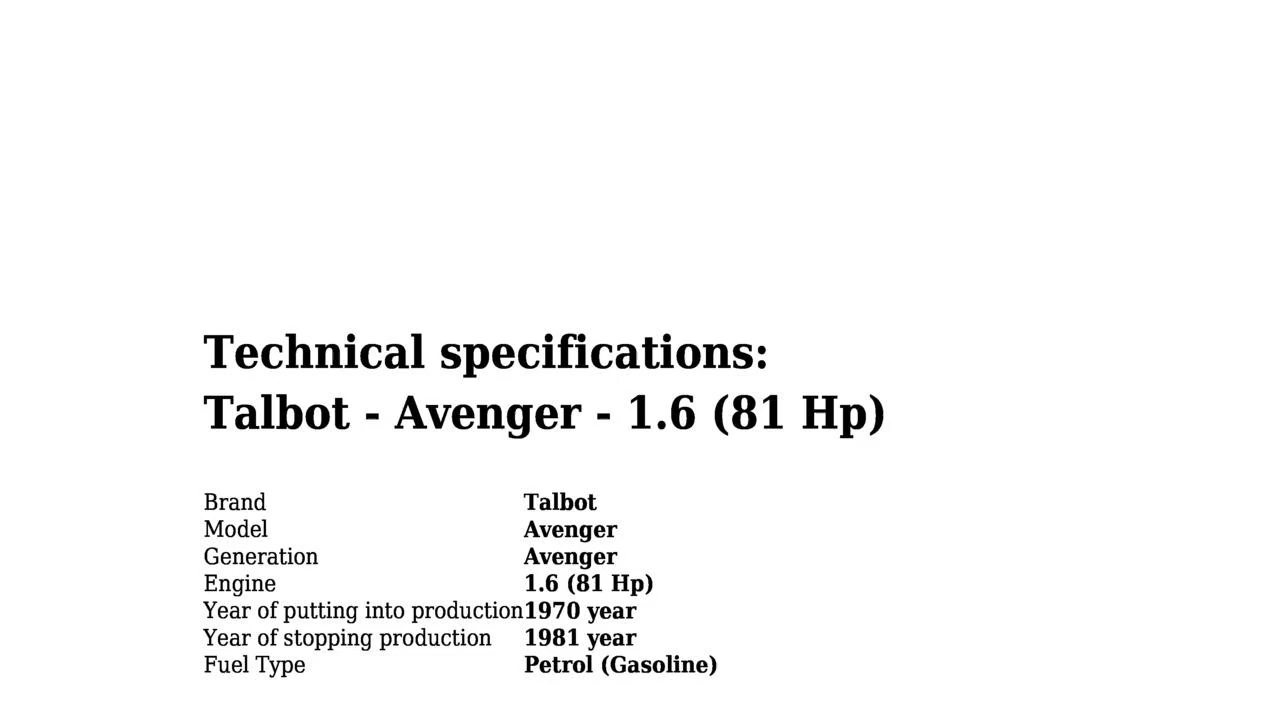 Technical specifications:
Talbot - Avenger - 1.6 (81 Hp)
Brand Talbot
Model Avenger
Generation Avenger
Engine 1.6 (81 Hp)
Year of putting into production 1970 year
Year of stopping production 1981 year
Fuel Type Petrol (Gasoline)